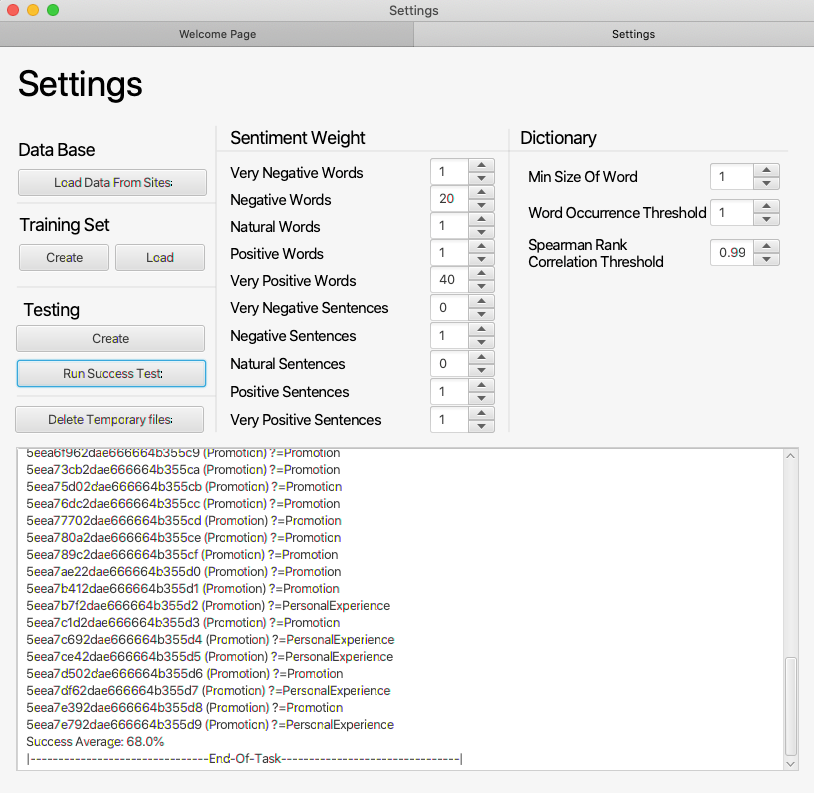 Settings
Welcome Page
Settings
Settings
Data Base
Load Data From Sites:
Training Set
Create
Load
Testing
Create
Run Success Test:
Delete Temporary files:
Sentiment Weight
Very Negative Words 1
Negative Words 20
Natural Words 1
Positive Words 1
Very Positive Words 40
Very Negative Sentences 0
Negative Sentences 1
Natural Sentences 0
Positive Sentences 1
Very Positive Sentences 1
Dictionary
Min Size Of Word 1
Word Occurrence Threshold 1
Spearman Rank
Correlation Threshold 0.99
5eea6f962dae666664b355c9 (Promotion) ?=Promotion
5eea73cb2dae666664b355ca (Promotion) ?=Promotion
5eea75d02dae666664b355cb (Promotion) ?=Promotion
5eea76dc2dae666664b355cc (Promotion) ?=Promotion
5eea77702dae666664b355cd (Promotion) ?=Promotion
5eea780a2dae666664b355ce (Promotion) ?=Promotion
5eea789c2dae666664b355cf (Promotion) ?=Promotion
5eea7ae22dae666664b355d0 (Promotion) ?=Promotion
5eea7b412dae666664b355d1 (Promotion) ?=Promotion
5eea7b7f2dae666664b355d2 (Promotion) ?=PersonalExperience
5eea7c1d2dae666664b355d3 (Promotion) ?=Promotion
5eea7c692dae666664b355d4 (Promotion) ?=PersonalExperience
5eea7ce42dae666664b355d5 (Promotion) ?=PersonalExperience
5eea7d502dae666664b355d6 (Promotion) ?=Promotion
5eea7df62dae666664b355d7 (Promotion) ?=PersonalExperience
5eea7e392dae666664b355d8 (Promotion) ?=Promotion
5eea7e792dae666664b355d9 (Promotion) ?=PersonalExperience
Success Average: 68.0%
|--------------------------------End-Of-Task--------------------------------|